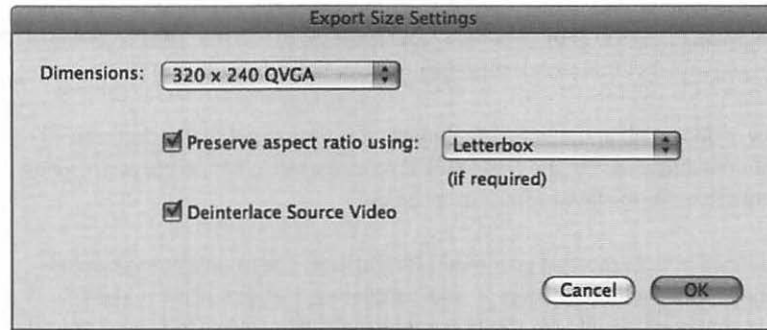 Export Size Settings
Dimensions: 320 x 240 QVGA
Preserve aspect ratio using: Letterbox
(if required)
Deinterlace Source Video
Cancel OK